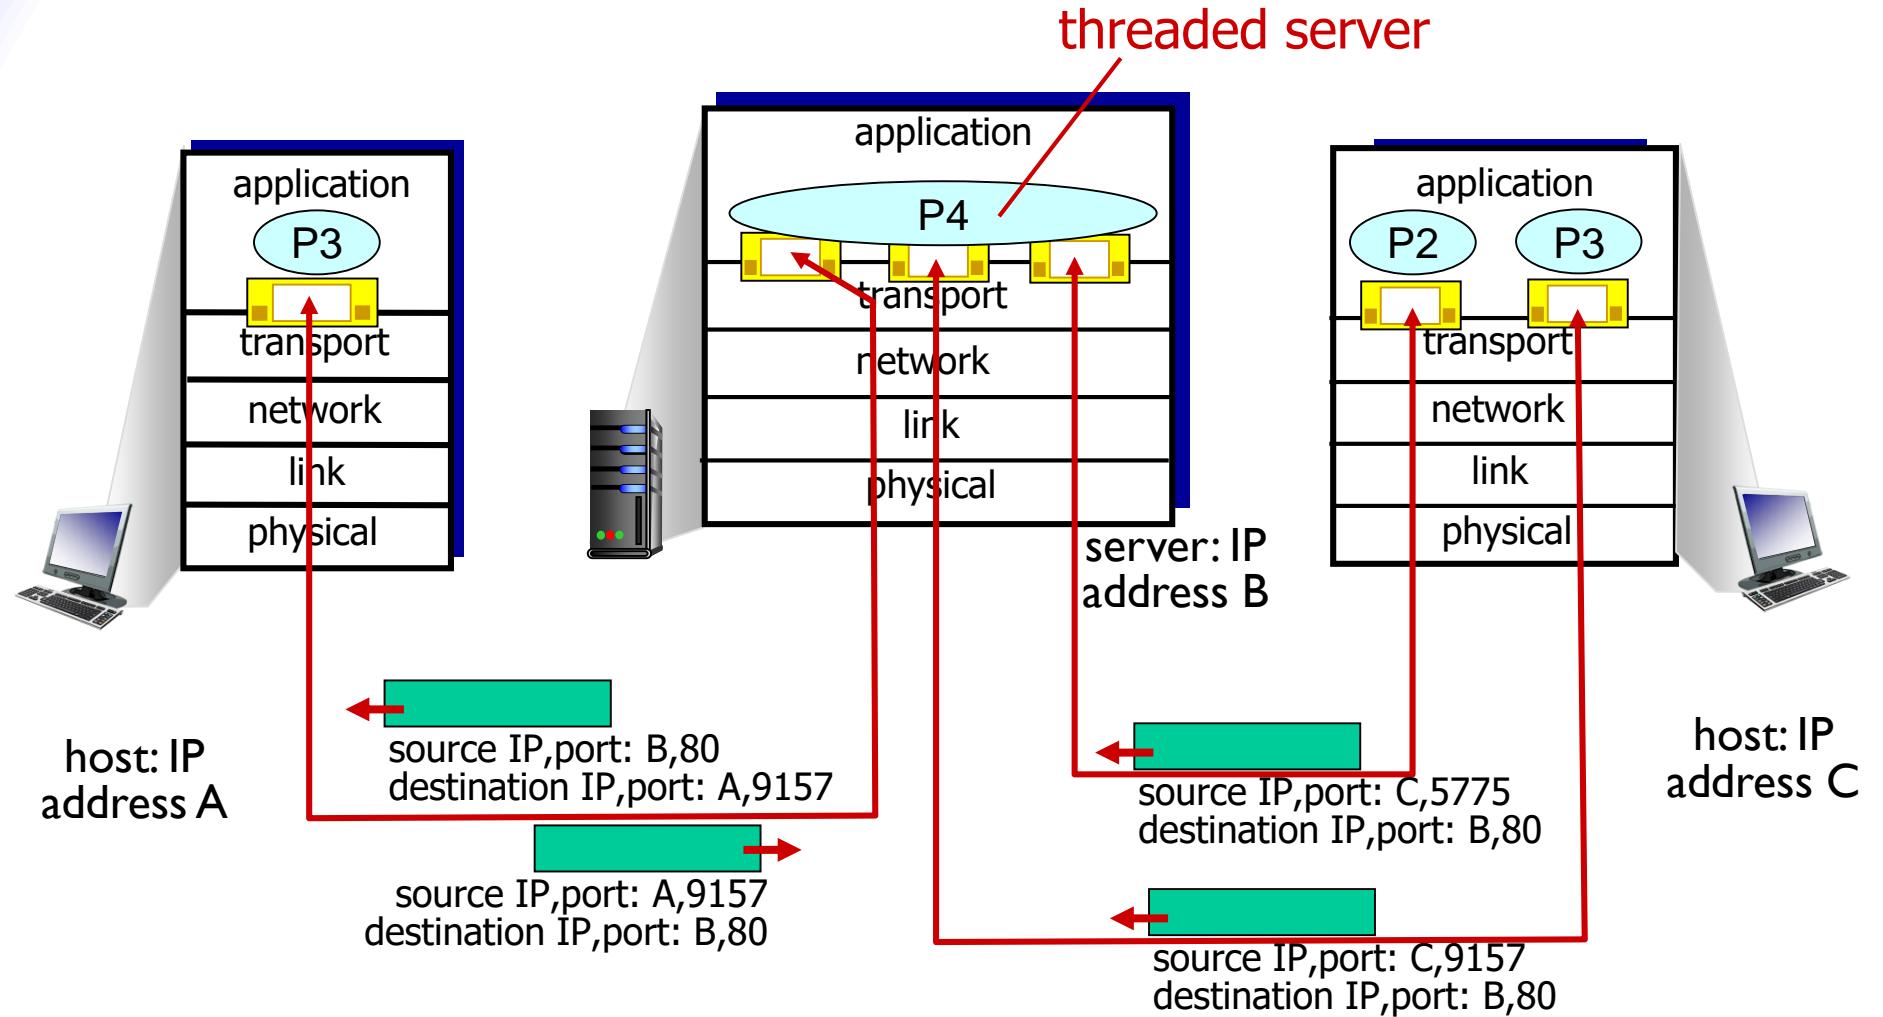 threaded server
application
P3
transport
network
link
physical
host: IP
address A
application
P4
transport
network
link
physical
server: IP
address B
application
P2
P3
transport
network
link
physical
host: IP
address C
source IP,port: B,80
destination IP,port: A,9157
source IP,port: A,9157
destination IP,port: B,80
source IP,port: C,5775
destination IP,port: B,80
source IP,port: C,9157
destination IP,port: B,80